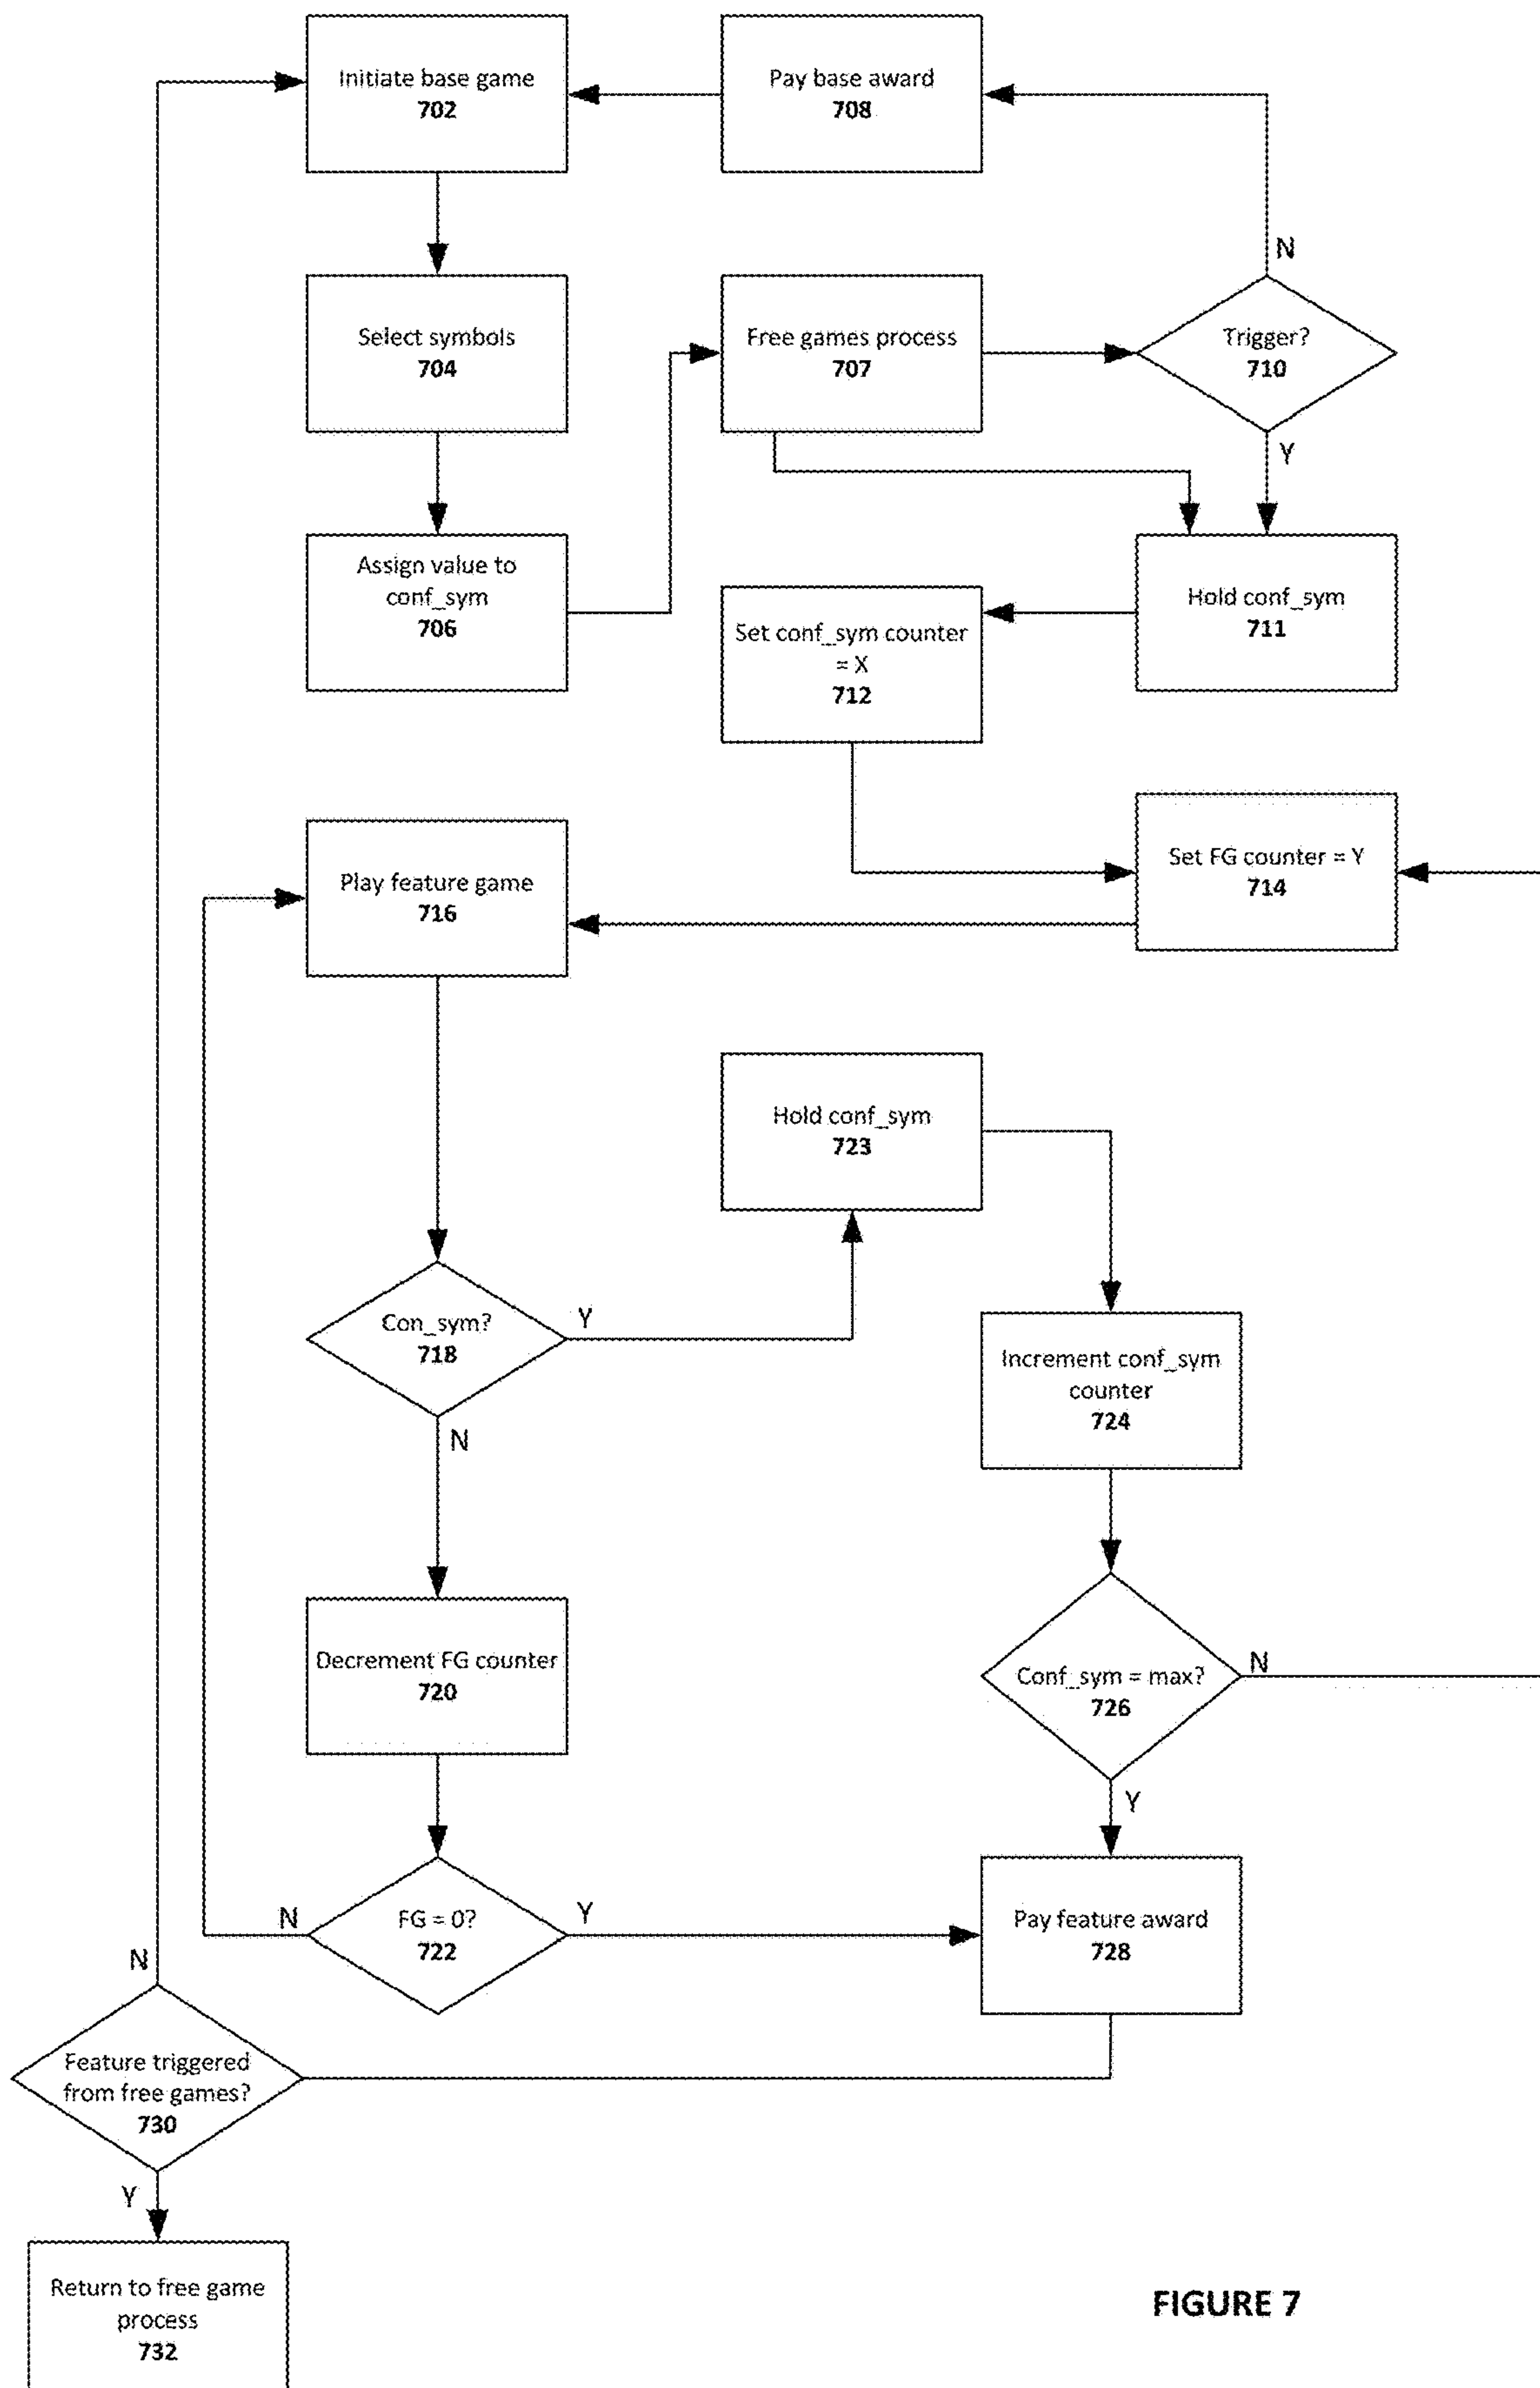 Initiate base game
702
Pay base award
708
N
Select symbols
704
Free games process
707
Trigger?
710
Y
Assign value to
conf_sym
706
Set conf_sym counter
= X
712
Hold conf_sym
711
Set FG counter = Y
714
Play feature game
716
Hold conf_sym
723
Con_sym?
718
Y
N
Increment conf_sym
counter
724
Decrement FG counter
720
Conf_sym = max?
726
N
Y
N
FG = 0?
722
Y
Pay feature award
728
N
Feature triggered
from free games?
730
Y
Return to free game
process
732
FIGURE 7